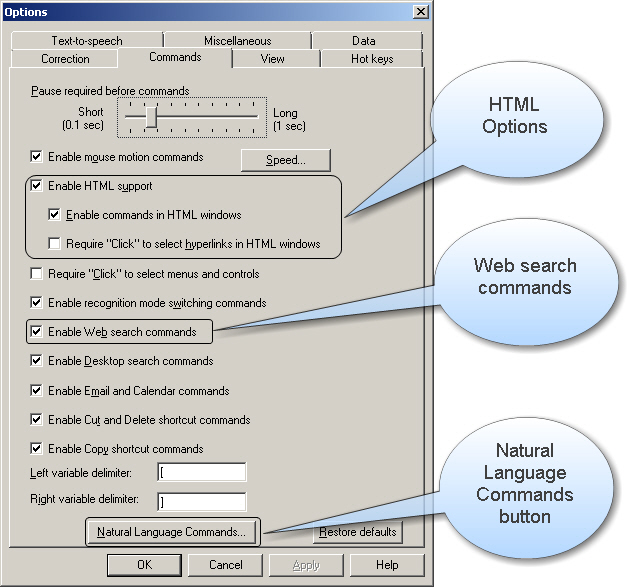 Options
Text-to-speech
Miscellaneous
Data
Correction
Commands
View
Hot keys
Pause required before commands
Short
(0.1 sec)
Long
(1 sec)
Enable mouse motion commands
Speed...
Enable HTML support
Enable commands in HTML windows
Require "Click" to select hyperlinks in HTML windows
Require "Click" to select menus and controls
Enable recognition mode switching commands
Enable Web search commands
Enable Desktop search commands
Enable Email and Calendar commands
Enable Cut and Delete shortcut commands
Enable Copy shortcut commands
Left variable delimiter:
[
Right variable delimiter:
]
Natural Language Commands...
Restore defaults
OK
Cancel
Apply
Help
HTML
Options
Web search
commands
Natural
Language
Commands
button